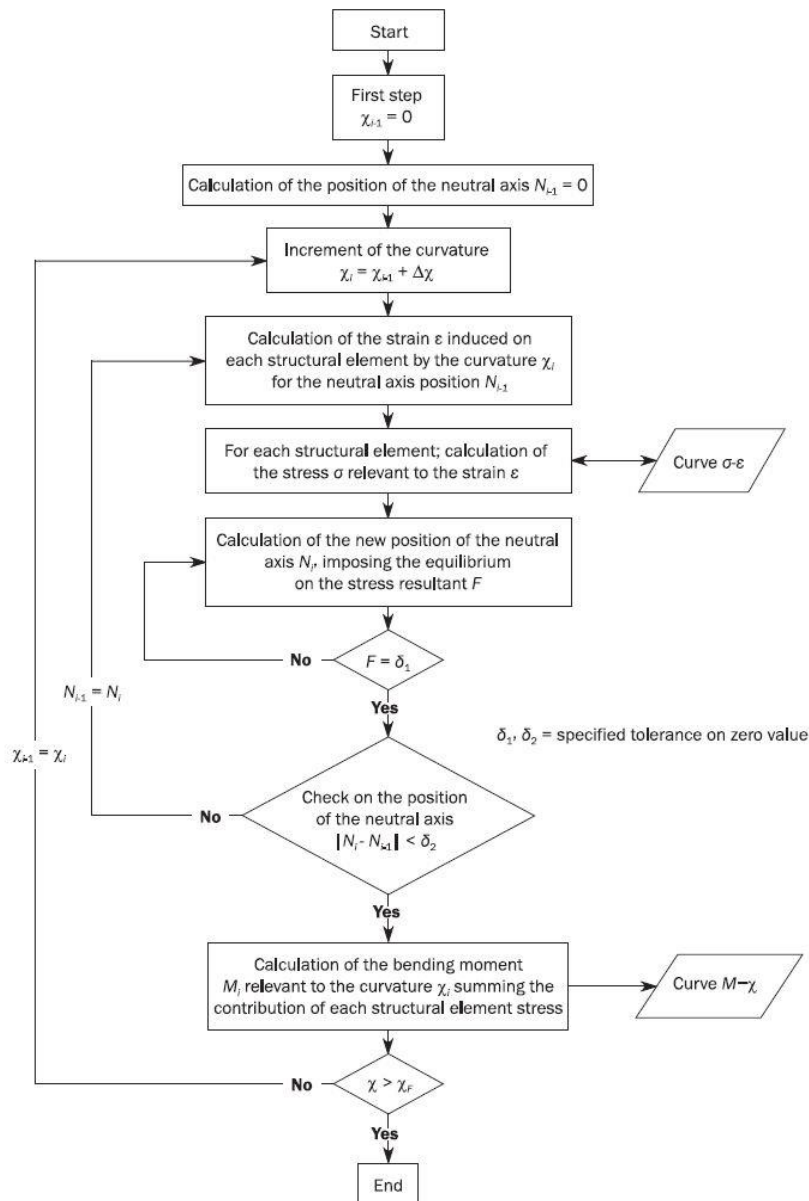 Start
First step
χᵢ₋₁ = 0
Calculation of the position of the neutral axis Nᵢ₋₁ = 0
Increment of the curvature
χᵢ = χᵢ₋₁ + Δχ
Calculation of the strain ε induced on
each structural element by the curvature χᵢ
for the neutral axis position Nᵢ₋₁
For each structural element; calculation of
the stress σ relevant to the strain ε
Curve σ-ε
Calculation of the new position of the neutral
axis Nᵢ, imposing the equilibrium
on the stress resultant F
No
F = δ₁
Nᵢ₋₁ = Nᵢ
Yes
δ₁, δ₂ = specified tolerance on zero value
χᵢ₋₁ = χᵢ
No
Check on the position
of the neutral axis
|Nᵢ - Nᵢ₋₁| < δ₂
Yes
Calculation of the bending moment
Mᵢ relevant to the curvature χᵢ summing the
contribution of each structural element stress
Curve M–χ
No
χ > χ_F
Yes
End